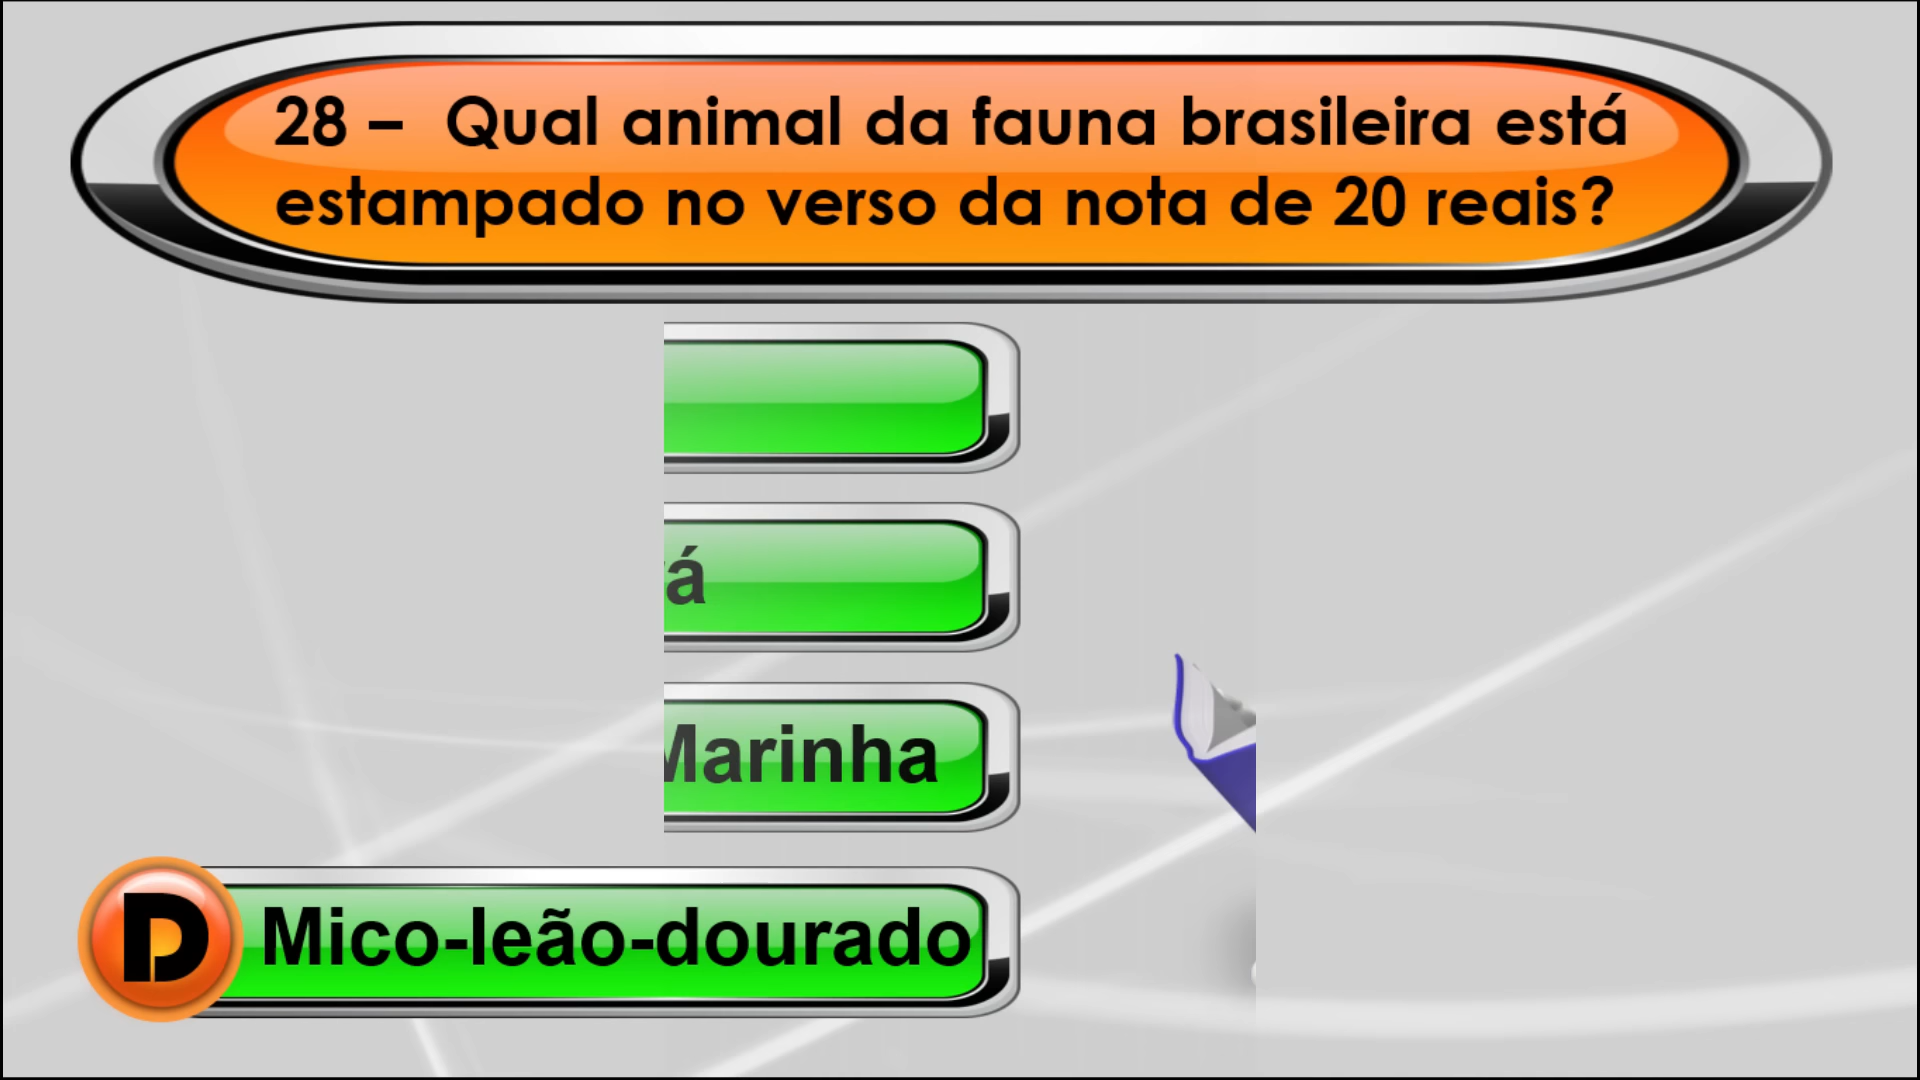 28 – Qual animal da fauna brasileira está
estampado no verso da nota de 20 reais?
á
Marinha
D Mico-leão-dourado